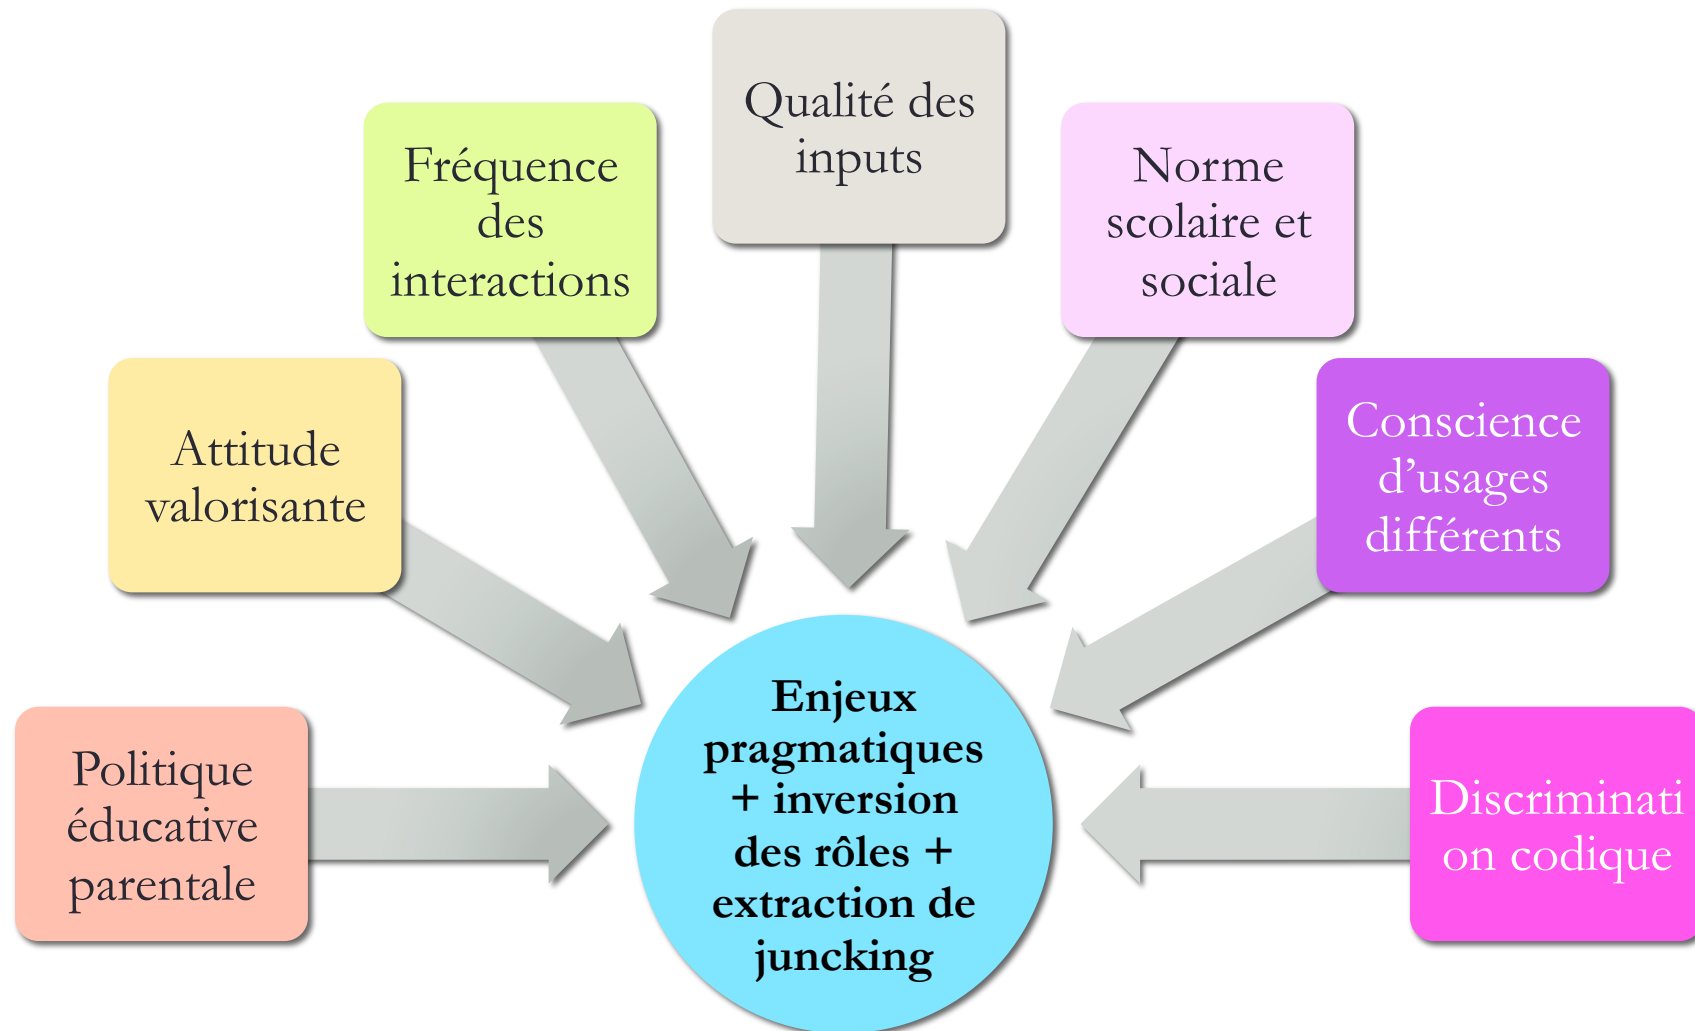 Qualité des
inputs
Fréquence
des
interactions
Norme
scolaire et
sociale
Attitude
valorisante
Conscience
d’usages
différents
Politique
éducative
parentale
Enjeux
pragmatiques
+ inversion
des rôles +
extraction de
juncking
Discriminati
on codique